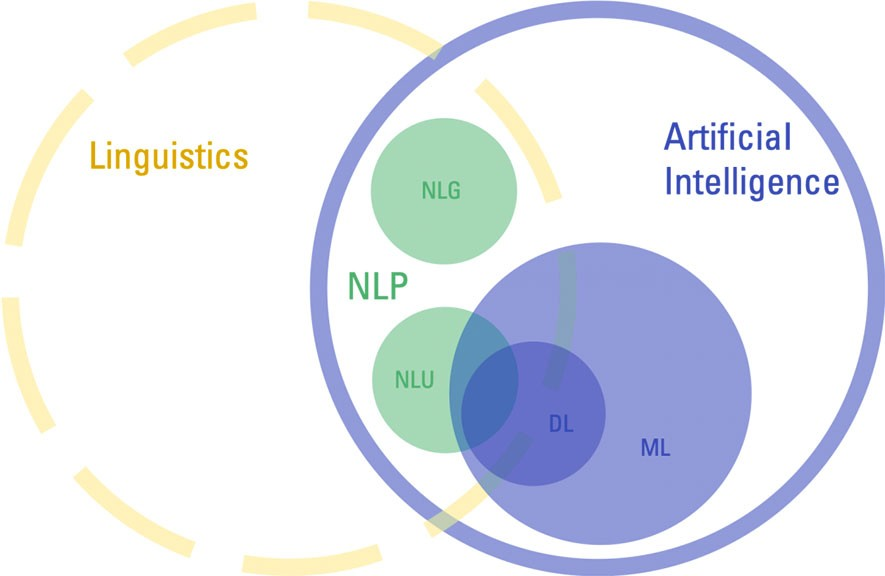 Linguistics
Artificial
Intelligence
NLG
NLP
NLU
DL
ML